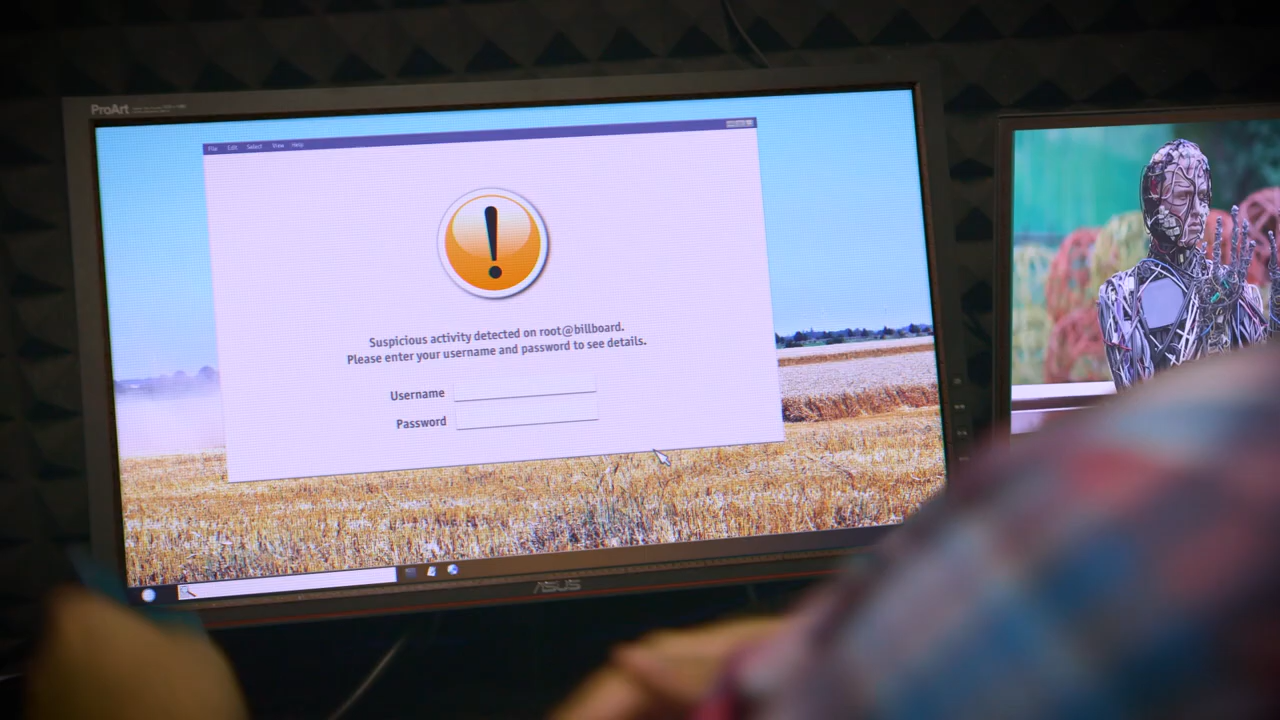 ProArt
File Edit Select View Help
Suspicious activity detected on root@billboard.
Please enter your username and password to see details.
Username
Password
ASUS